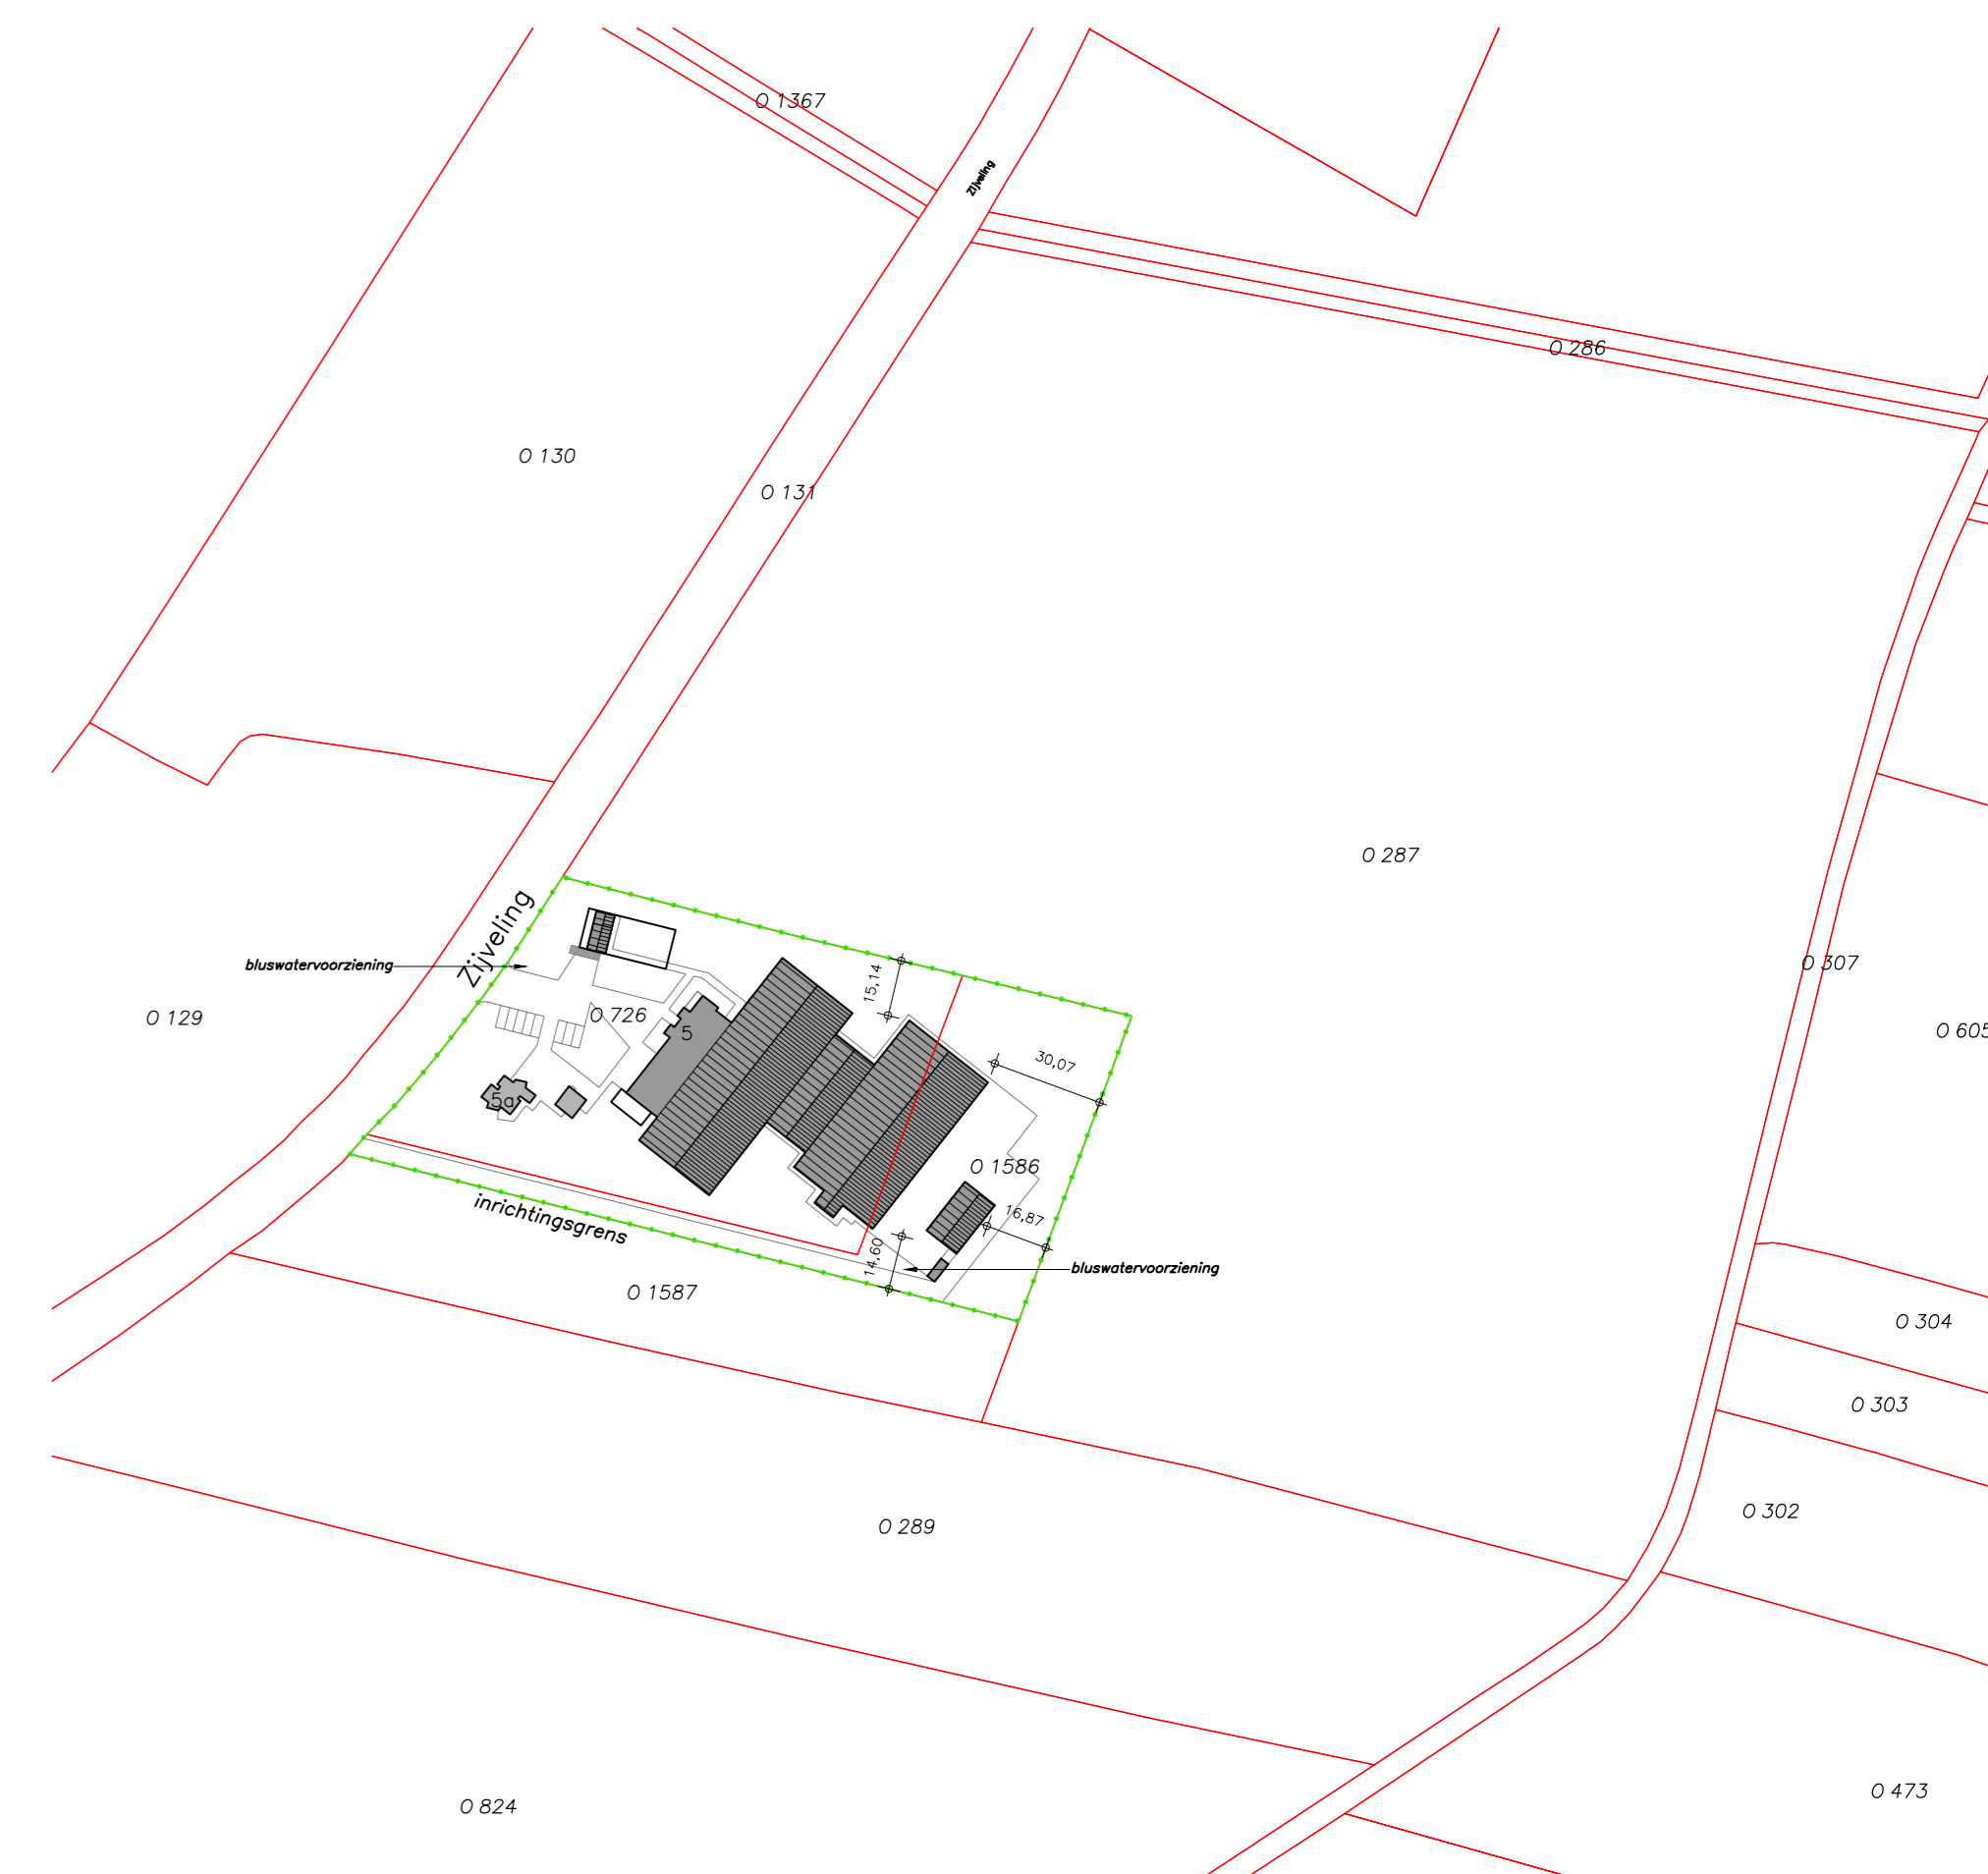 O 1367
Zijveling
O 286
O 130
O 131
O 287
Zijveling
bluswatervoorziening
15,14
O 307
O 129
O 726
5
O 605
30,07
5a
O 1586
inrichtingsgrens
16,87
14,60
bluswatervoorziening
O 1587
O 304
O 303
O 302
O 289
O 473
O 824